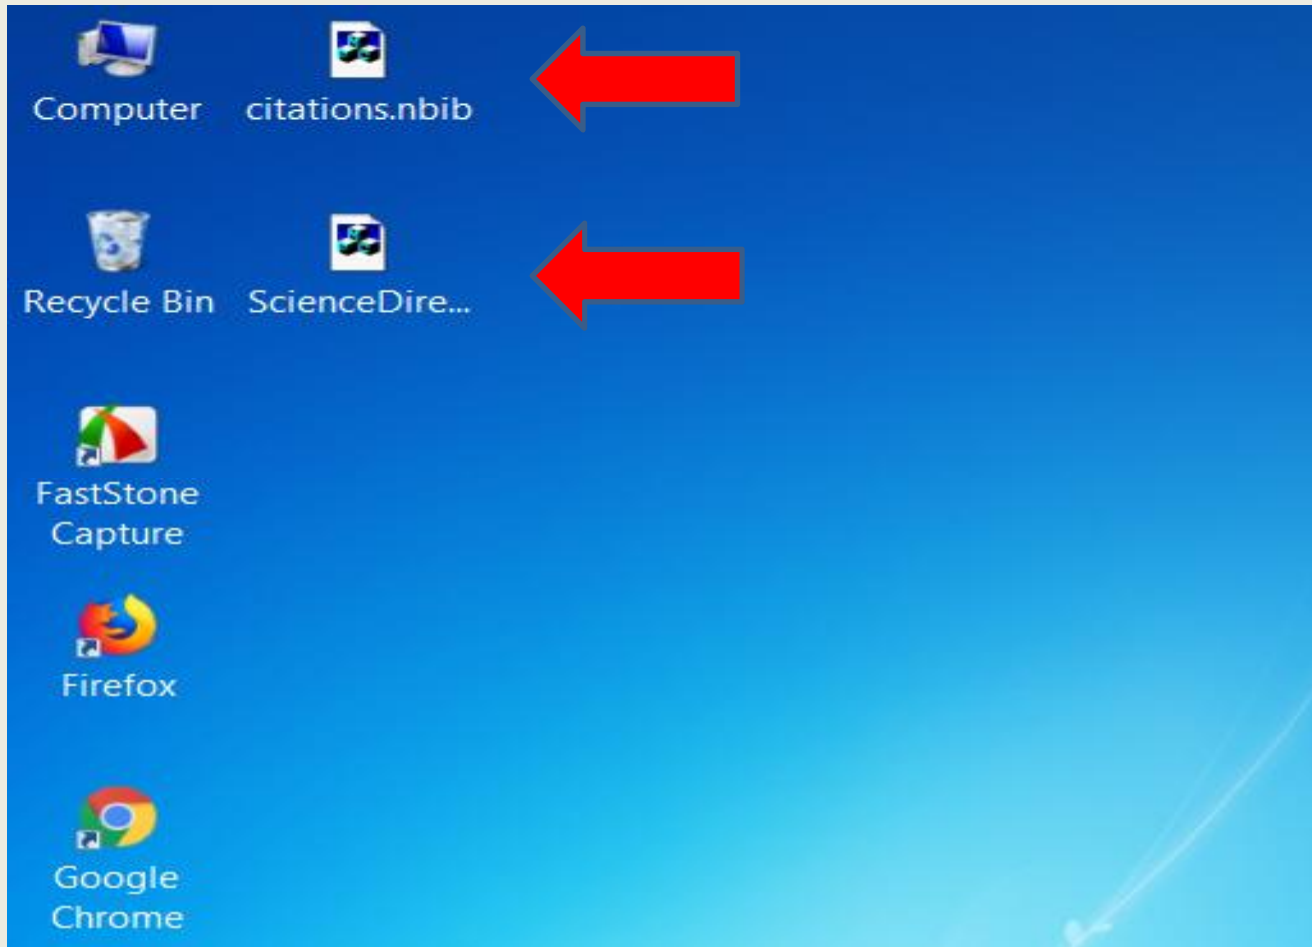 Computer
citations.nbib
Recycle Bin
ScienceDire...
FastStone
Capture
Firefox
Google
Chrome